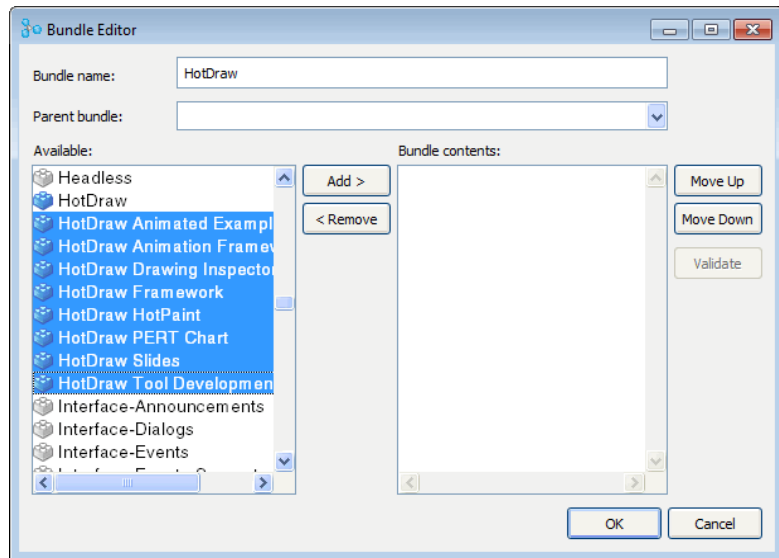 Bundle Editor
Bundle name:
HotDraw
Parent bundle:
Available:
Bundle contents:
Headless
HotDraw
HotDraw Animated Exampl
HotDraw Animation Framew
HotDraw Drawing Inspector
HotDraw Framework
HotDraw HotPaint
HotDraw PERT Chart
HotDraw Slides
HotDraw Tool Developmen
Interface-Announcements
Interface-Dialogs
Interface-Events
Add >
< Remove
Move Up
Move Down
Validate
OK
Cancel